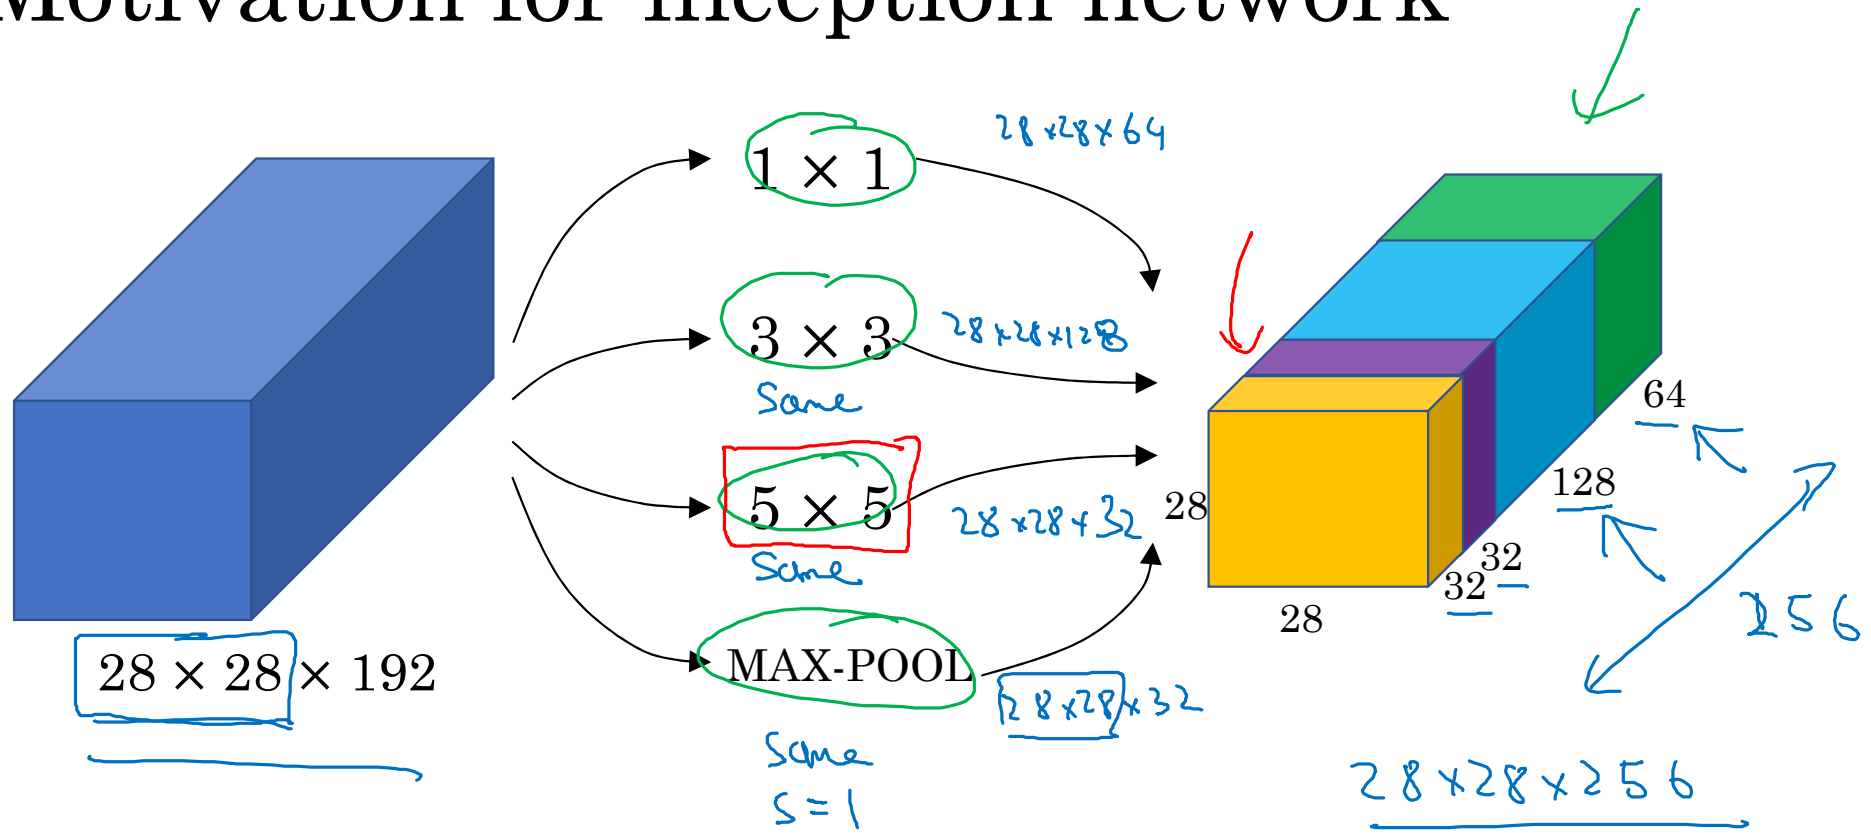 Motivation for inception network
28 × 28 × 192
1 × 1
28×28×64
3 × 3
Same
28×28×128
5 × 5
Same
28×28×32
MAX-POOL
Same
s=1
28×28×32
28
28
32
32
128
64
256
28×28×256